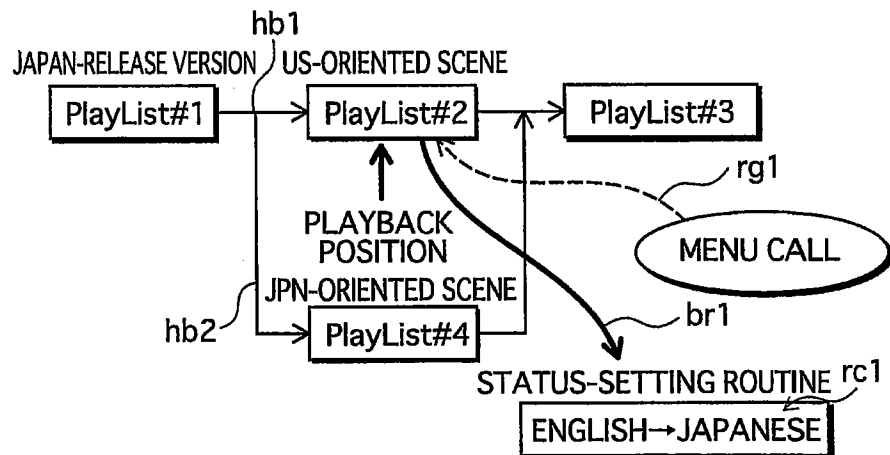 hb1
JAPAN-RELEASE VERSION US-ORIENTED SCENE
PlayList#1 PlayList#2 PlayList#3
rg1
PLAYBACK
POSITION
MENU CALL
JPN-ORIENTED SCENE
hb2 PlayList#4 br1
STATUS-SETTING ROUTINE rc1
ENGLISH→JAPANESE